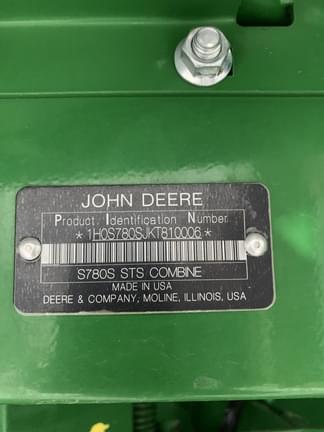 JOHN DEERE
Product Identification Number
*1H0S780SJKT810006*
S780S STS COMBINE
MADE IN USA
DEERE & COMPANY, MOLINE, ILLINOIS, USA